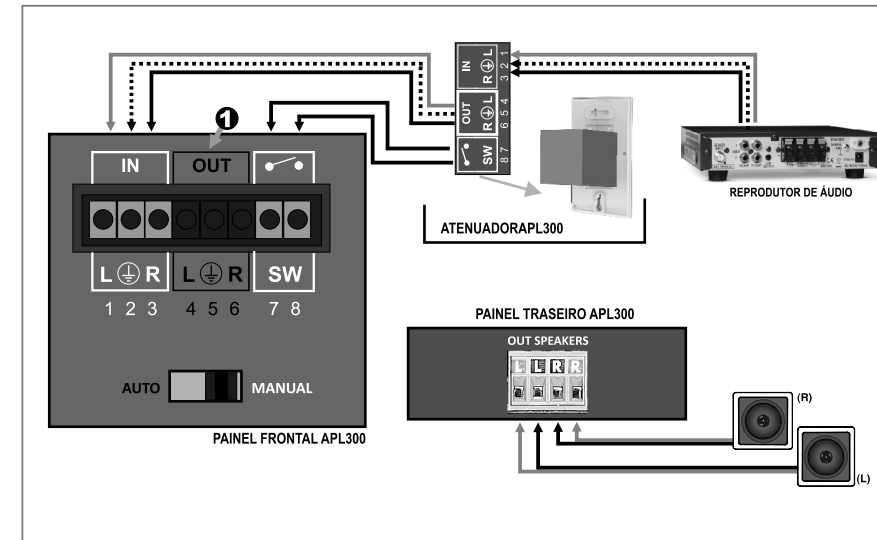 1
IN OUT
L R L R SW
1 2 3 4 5 6 7 8
AUTO MANUAL
PAINEL FRONTAL APL300
IN
R L
3 2 1
OUT
R L
6 5 4
SW
8 7
ATENUADORAPL300
REPRODUTOR DE ÁUDIO
PAINEL TRASEIRO APL300
OUT SPEAKERS
L L R R
(R)
(L)